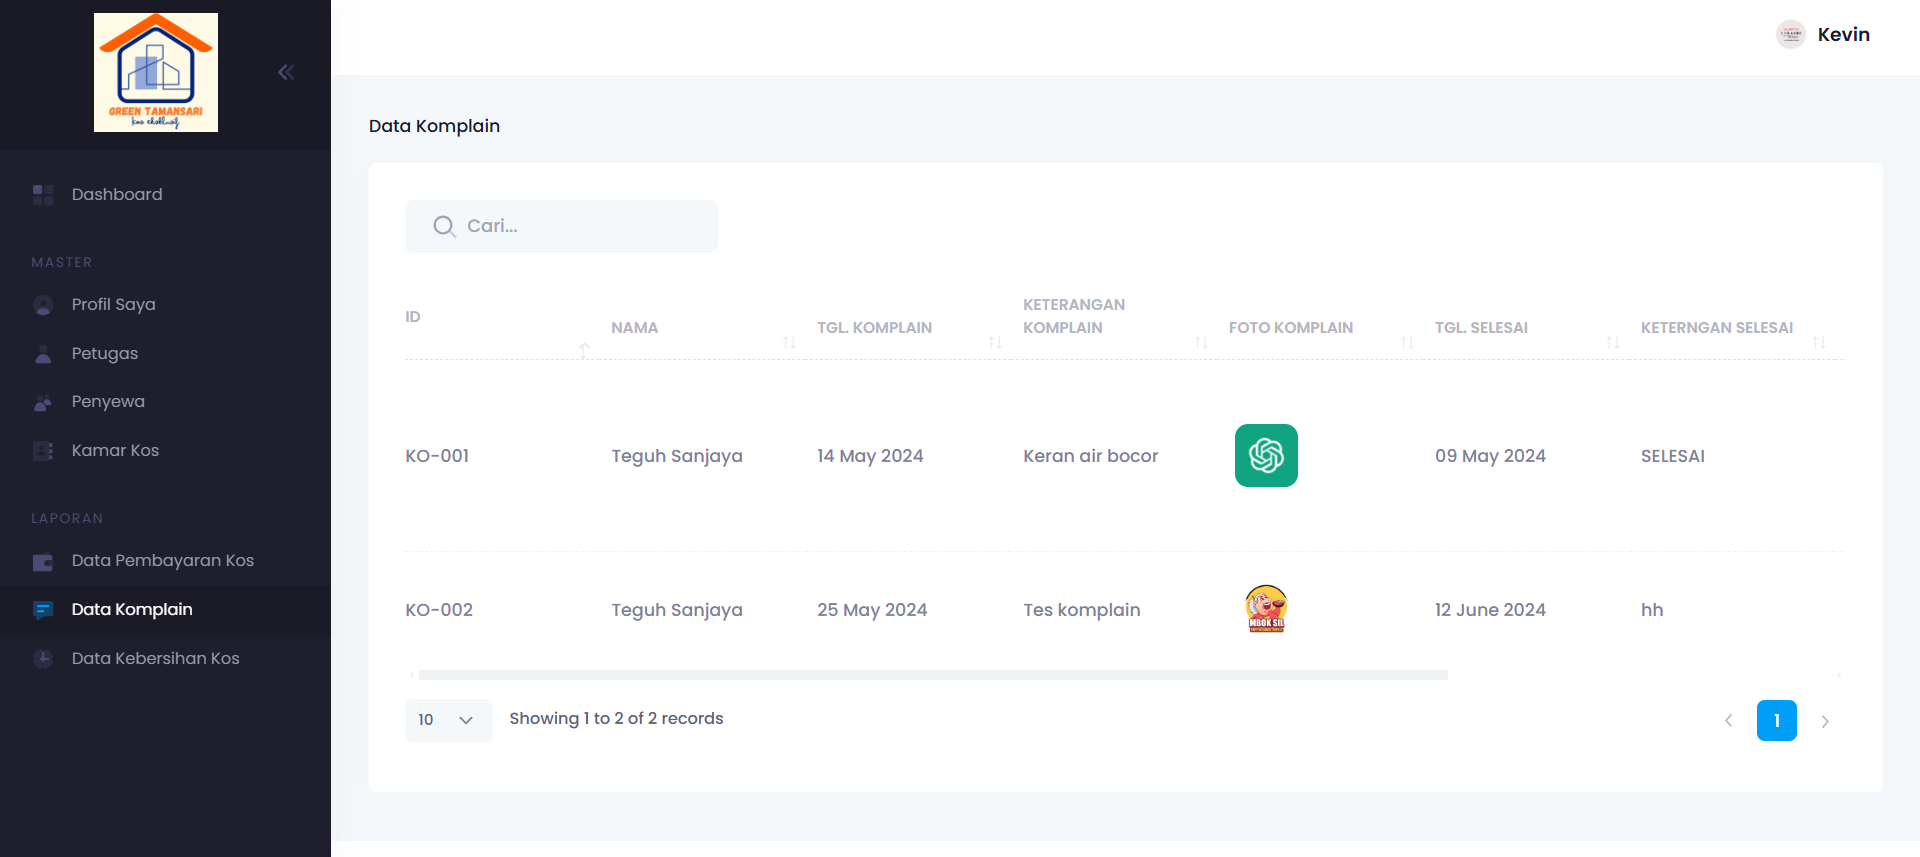 GREEN TAMANSARI
kos eksklusif
Kevin
Dashboard
MASTER
Profil Saya
Petugas
Penyewa
Kamar Kos
LAPORAN
Data Pembayaran Kos
Data Komplain
Data Kebersihan Kos
Data Komplain
Cari...
ID NAMA TGL. KOMPLAIN KETERANGAN KOMPLAIN FOTO KOMPLAIN TGL. SELESAI KETERNGAN SELESAI
KO-001 Teguh Sanjaya 14 May 2024 Keran air bocor 09 May 2024 SELESAI
KO-002 Teguh Sanjaya 25 May 2024 Tes komplain MBOK SIL 12 June 2024 hh
10 Showing 1 to 2 of 2 records 1